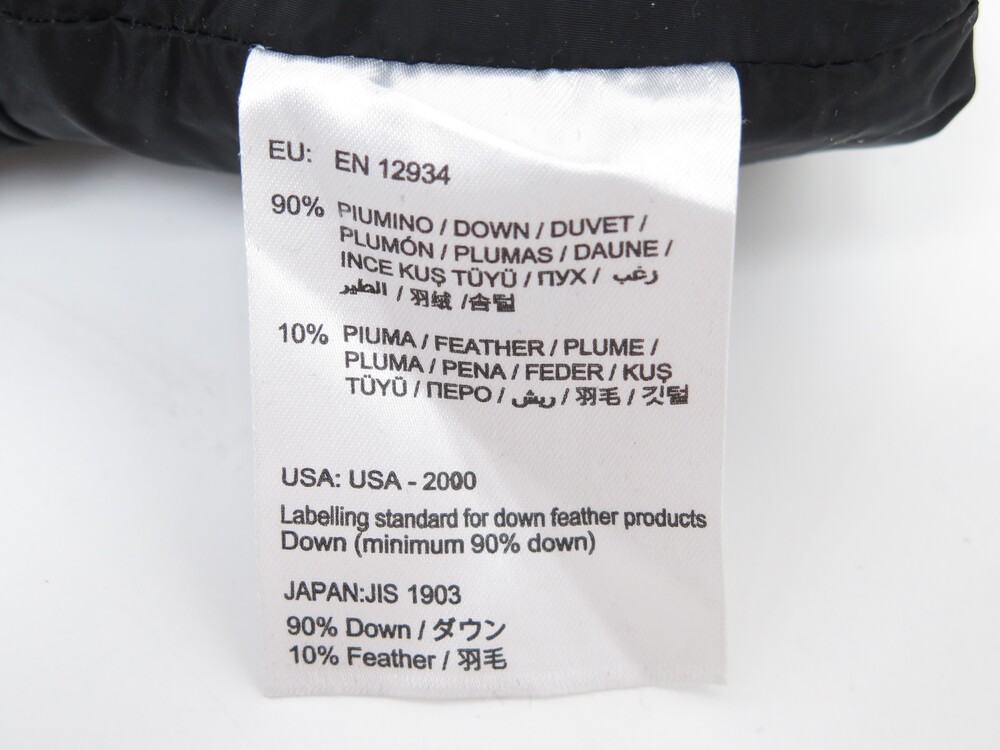 EU: EN 12934
90% PIUMINO / DOWN / DUVET /
PLUMÓN / PLUMAS / DAUNE /
INCE KUŞ TÜYÜ / ПУХ / زغب
الطير / 羽绒 /솜털
10% PIUMA / FEATHER / PLUME /
PLUMA / PENA / FEDER / KUŞ
TÜYÜ / ПЕРО / ريش / 羽毛 / 깃털
USA: USA - 2000
Labelling standard for down feather products
Down (minimum 90% down)
JAPAN:JIS 1903
90% Down / ダウン
10% Feather / 羽毛